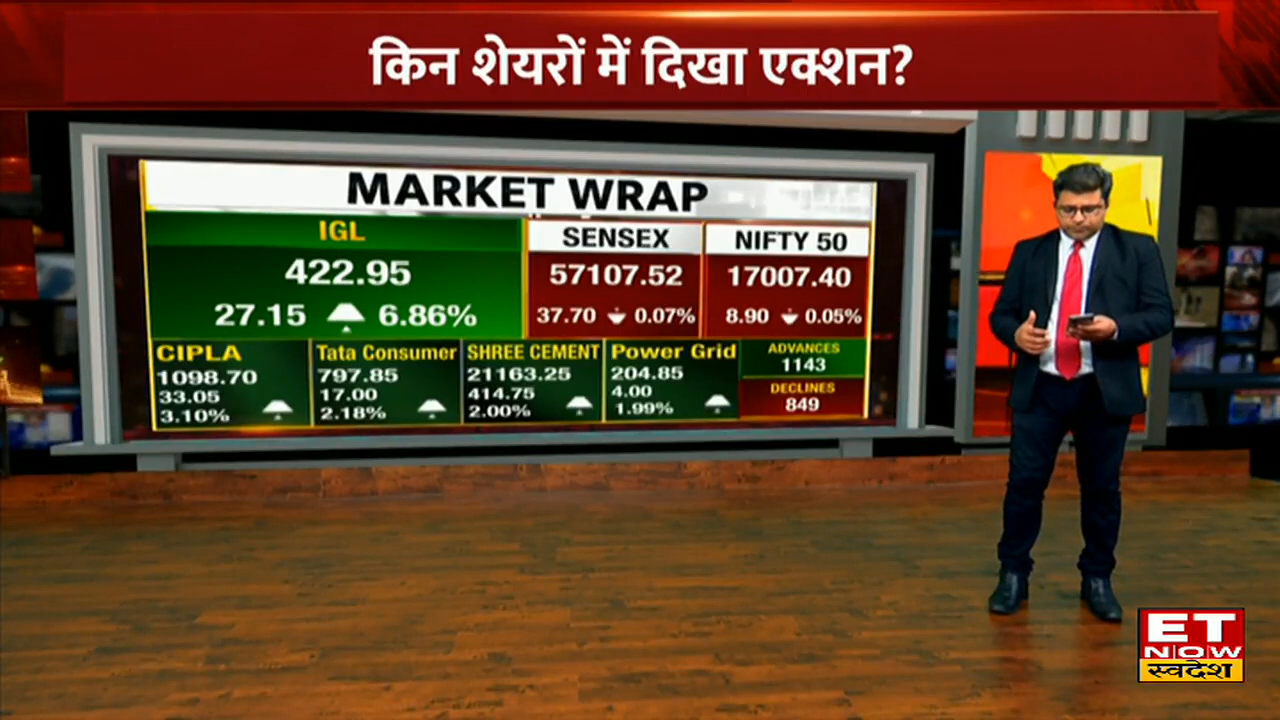 किन शेयरों में दिखा एक्शन?
MARKET WRAP
IGL
422.95
27.15 6.86%
SENSEX
57107.52
37.70 0.07%
NIFTY 50
17007.40
8.90 0.05%
CIPLA
1098.70
33.05
3.10%
Tata Consumer
797.85
17.00
2.18%
SHREE CEMENT
21163.25
414.75
2.00%
Power Grid
204.85
4.00
1.99%
ADVANCES
1143
DECLINES
849
ET
NOW
स्वदेश